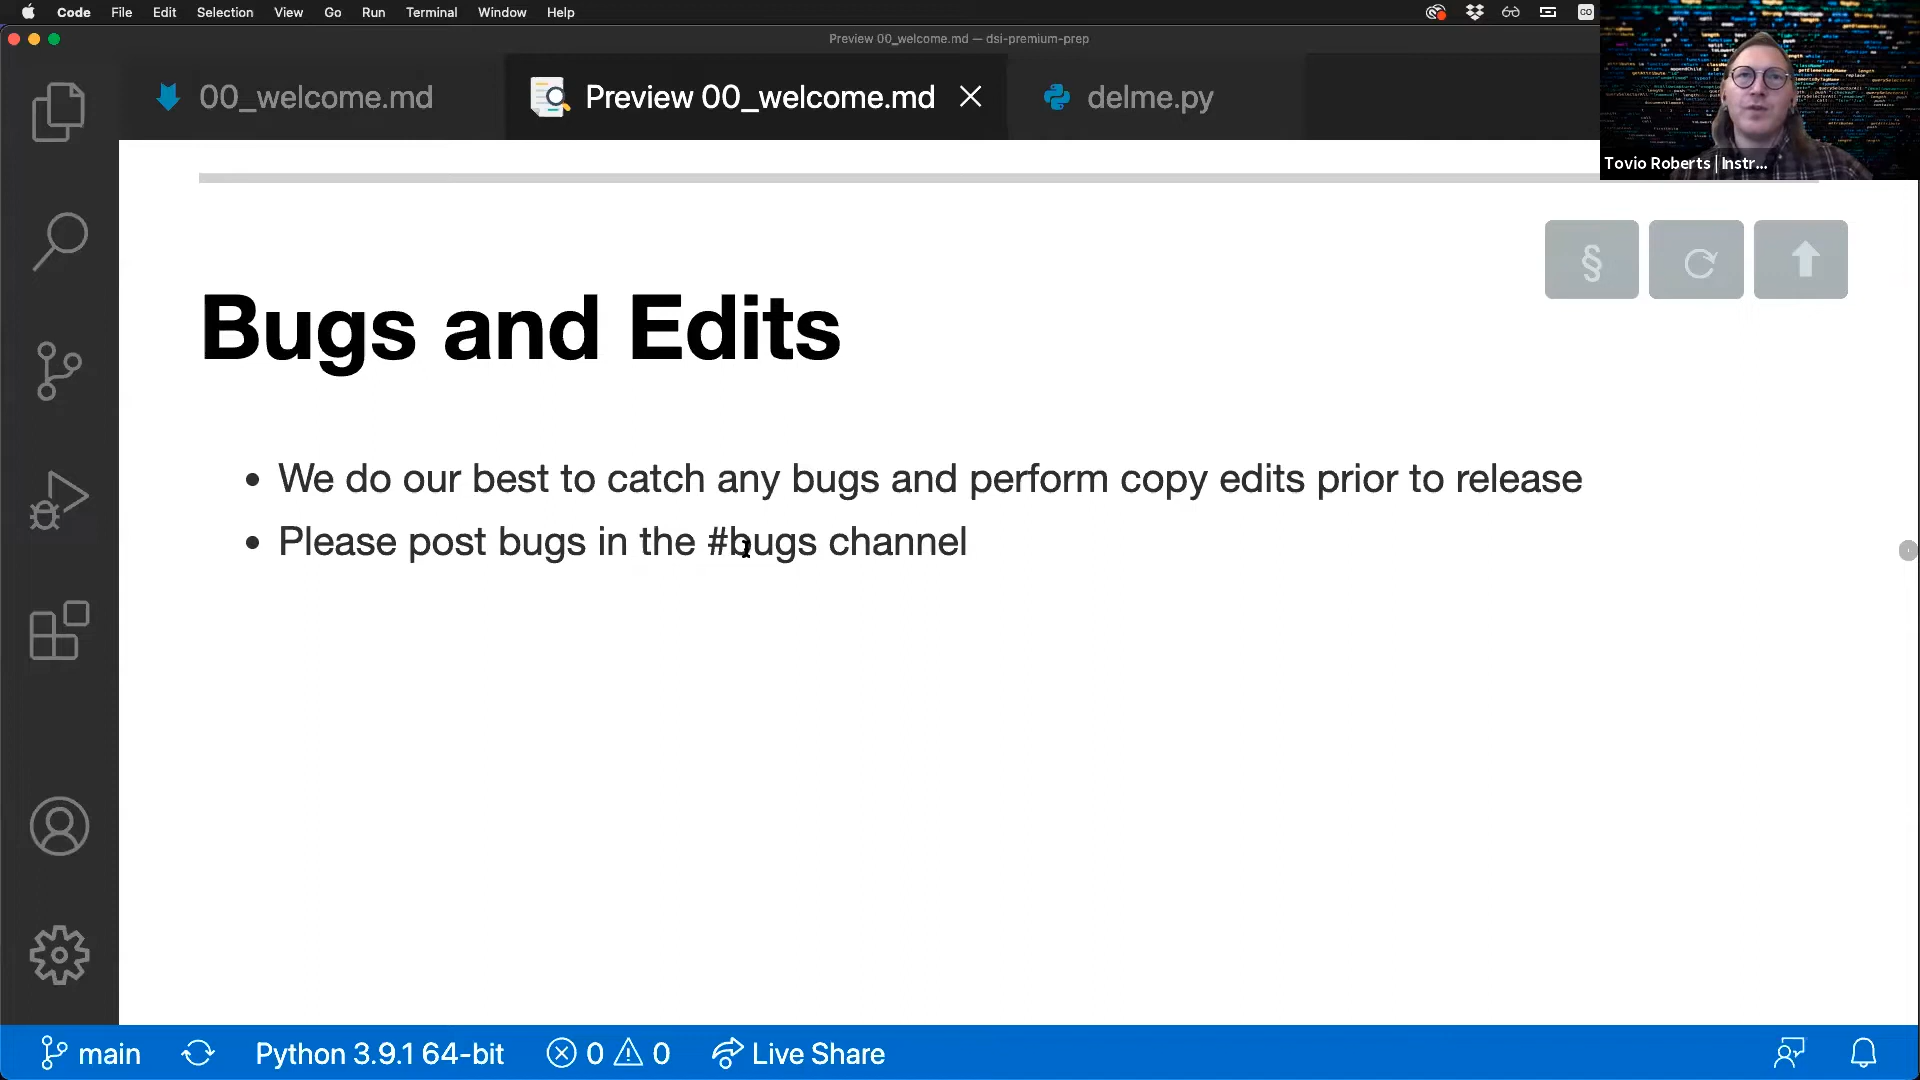 Code File Edit Selection View Go Run Terminal Window Help
Preview 00_welcome.md — dsi-premium-prep
00_welcome.md Preview 00_welcome.md delme.py
Tovio Roberts | Instr...
§
Bugs and Edits
• We do our best to catch any bugs and perform copy edits prior to release
• Please post bugs in the #bugs channel
main Python 3.9.1 64-bit 0 0 Live Share